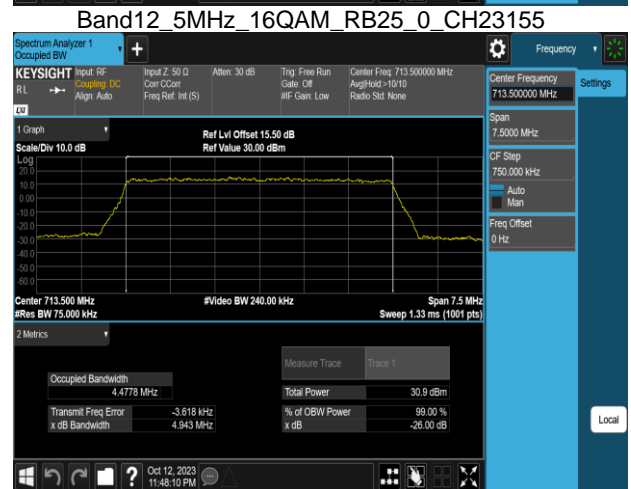 Band12_5MHz_16QAM_RB25_0_CH23155
Spectrum Analyzer 1
Occupied BW
Frequency
KEYSIGHT
Input: RF
Input Z: 50 Ω
Atten: 30 dB
Trig: Free Run
Center Freq: 713.500000 MHz
RL
Coupling: DC
Corr CCorr
Gate: Off
Avg|Hold:>10/10
Align: Auto
Freq Ref: Int (S)
#IF Gain: Low
Radio Std: None
LXI
Center Frequency
713.500000 MHz
Settings
Span
7.5000 MHz
CF Step
750.000 kHz
Auto
Man
Freq Offset
0 Hz
1 Graph
Ref Lvl Offset 15.50 dB
Scale/Div 10.0 dB
Ref Value 30.00 dBm
Log
20.0
10.0
0.00
-10.0
-20.0
-30.0
-40.0
-50.0
-60.0
Center 713.500 MHz
#Video BW 240.00 kHz
Span 7.5 MHz
#Res BW 75.000 kHz
Sweep 1.33 ms (1001 pts)
2 Metrics
Measure Trace
Trace 1
Occupied Bandwidth
4.4778 MHz
Total Power
30.9 dBm
Transmit Freq Error
-3.618 kHz
% of OBW Power
99.00 %
x dB Bandwidth
4.943 MHz
x dB
-26.00 dB
Local
Oct 12, 2023
11:48:10 PM